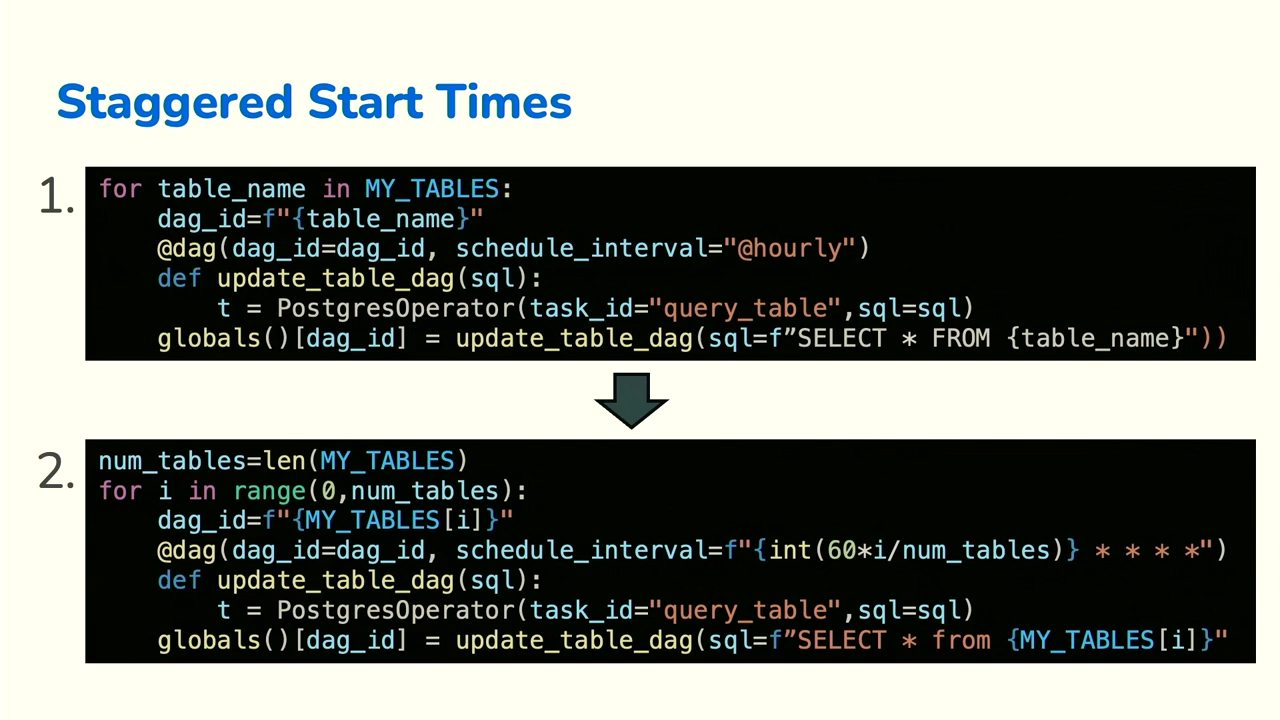 Staggered Start Times
1.
for table_name in MY_TABLES:
    dag_id=f"{table_name}"
    @dag(dag_id=dag_id, schedule_interval="@hourly")
    def update_table_dag(sql):
        t = PostgresOperator(task_id="query_table",sql=sql)
    globals()[dag_id] = update_table_dag(sql=f”SELECT * FROM {table_name}"))
2.
num_tables=len(MY_TABLES)
for i in range(0,num_tables):
    dag_id=f"{MY_TABLES[i]}"
    @dag(dag_id=dag_id, schedule_interval=f"{int(60*i/num_tables)} * * * *")
    def update_table_dag(sql):
        t = PostgresOperator(task_id="query_table",sql=sql)
    globals()[dag_id] = update_table_dag(sql=f”SELECT * from {MY_TABLES[i]}"